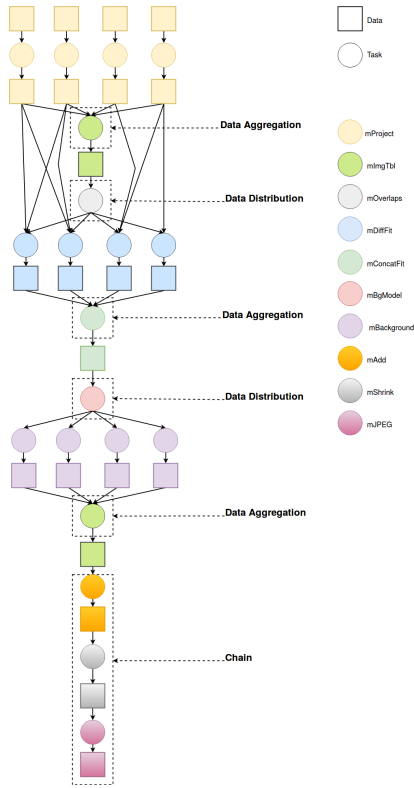 Data
Task
Data Aggregation
mProject
mImgTbl
Data Distribution
mOverlaps
mDiffFit
mConcatFit
mBgModel
Data Aggregation
mBackground
mAdd
Data Distribution
mShrink
mJPEG
Data Aggregation
Chain